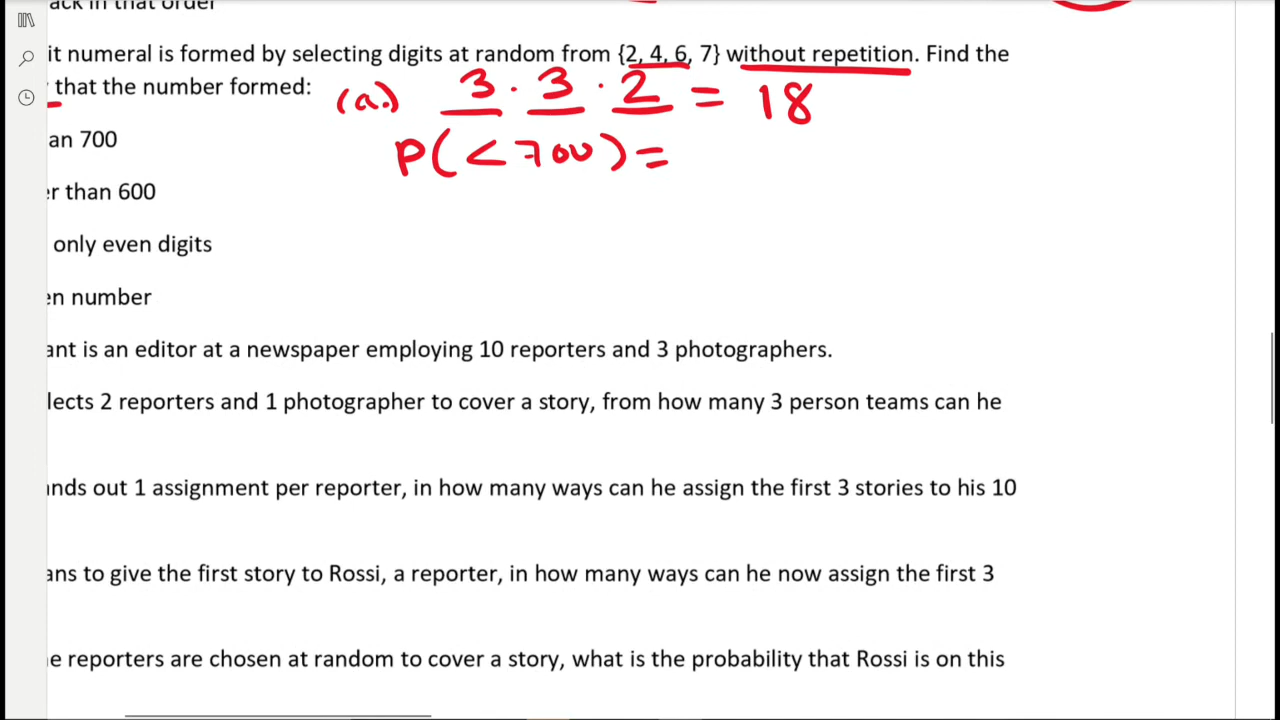 ack in that order
it numeral is formed by selecting digits at random from {2, 4, 6, 7} without repetition. Find the
that the number formed: (a.) 3 · 3 · 2 = 18
an 700 P(<700) =
er than 600
only even digits
en number
ant is an editor at a newspaper employing 10 reporters and 3 photographers.
lects 2 reporters and 1 photographer to cover a story, from how many 3 person teams can he
ands out 1 assignment per reporter, in how many ways can he assign the first 3 stories to his 10
ans to give the first story to Rossi, a reporter, in how many ways can he now assign the first 3
e reporters are chosen at random to cover a story, what is the probability that Rossi is on this